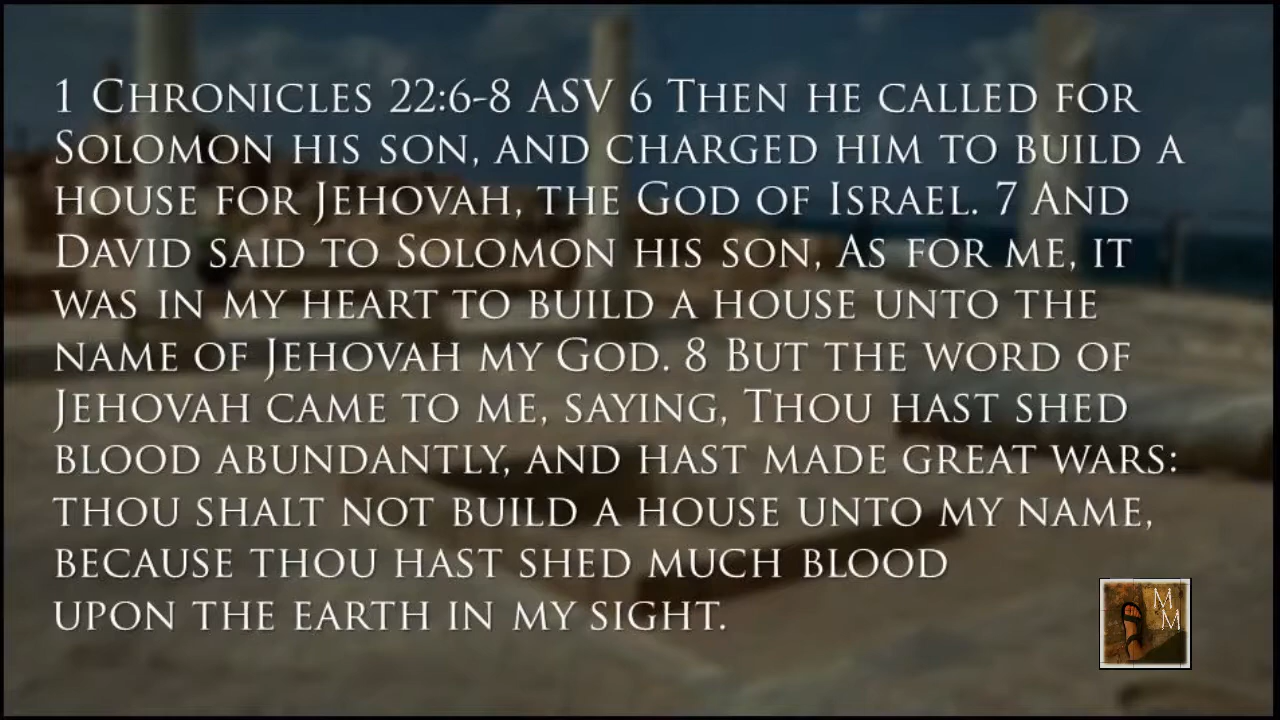 1 Chronicles 22:6-8 ASV 6 Then he called for
Solomon his son, and charged him to build a
house for Jehovah, the God of Israel. 7 And
David said to Solomon his son, As for me, it
was in my heart to build a house unto the
name of Jehovah my God. 8 But the word of
Jehovah came to me, saying, Thou hast shed
blood abundantly, and hast made great wars:
thou shalt not build a house unto my name,
because thou hast shed much blood
upon the earth in my sight.
M
M